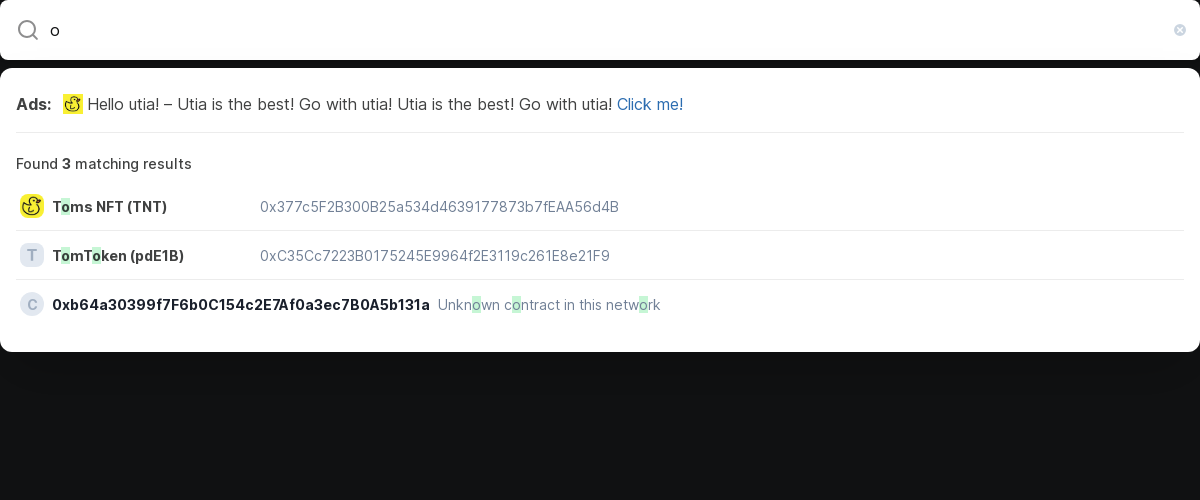 o
Ads: Hello utia! – Utia is the best! Go with utia! Utia is the best! Go with utia! Click me!
Found 3 matching results
Toms NFT (TNT) 0x377c5F2B300B25a534d4639177873b7fEAA56d4B
T TomToken (pdE1B) 0xC35Cc7223B0175245E9964f2E3119c261E8e21F9
C 0xb64a30399f7F6b0C154c2E7Af0a3ec7B0A5b131a Unknown contract in this network